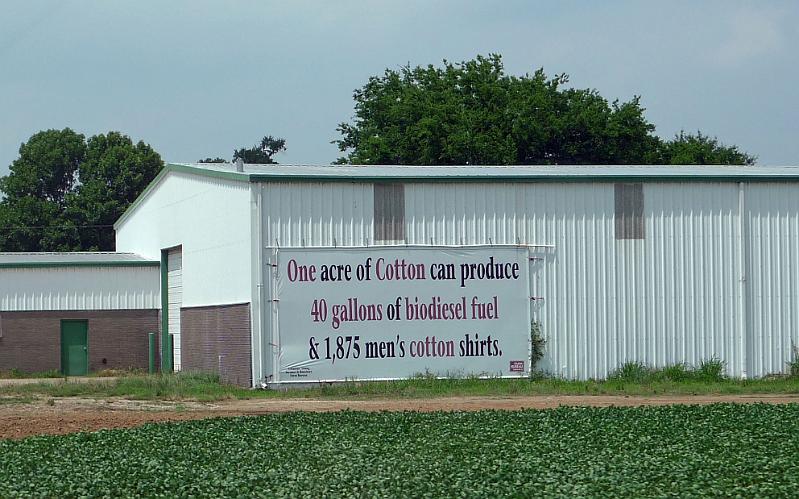 One acre of Cotton can produce
40 gallons of biodiesel fuel
& 1,875 men's cotton shirts.